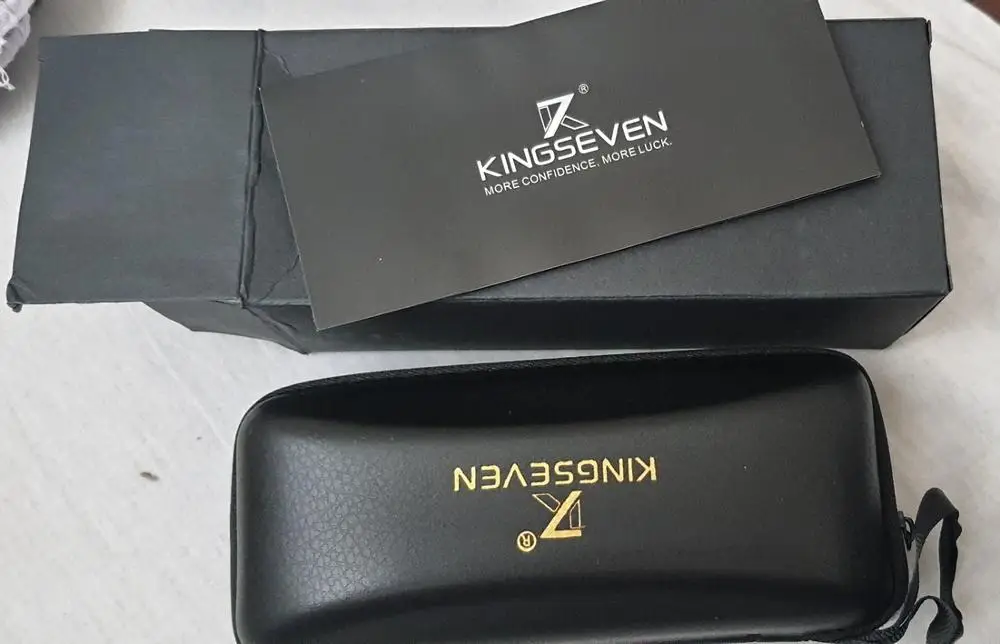 ®
KINGSEVEN
MORE CONFIDENCE, MORE LUCK.
KINGSEVEN
®